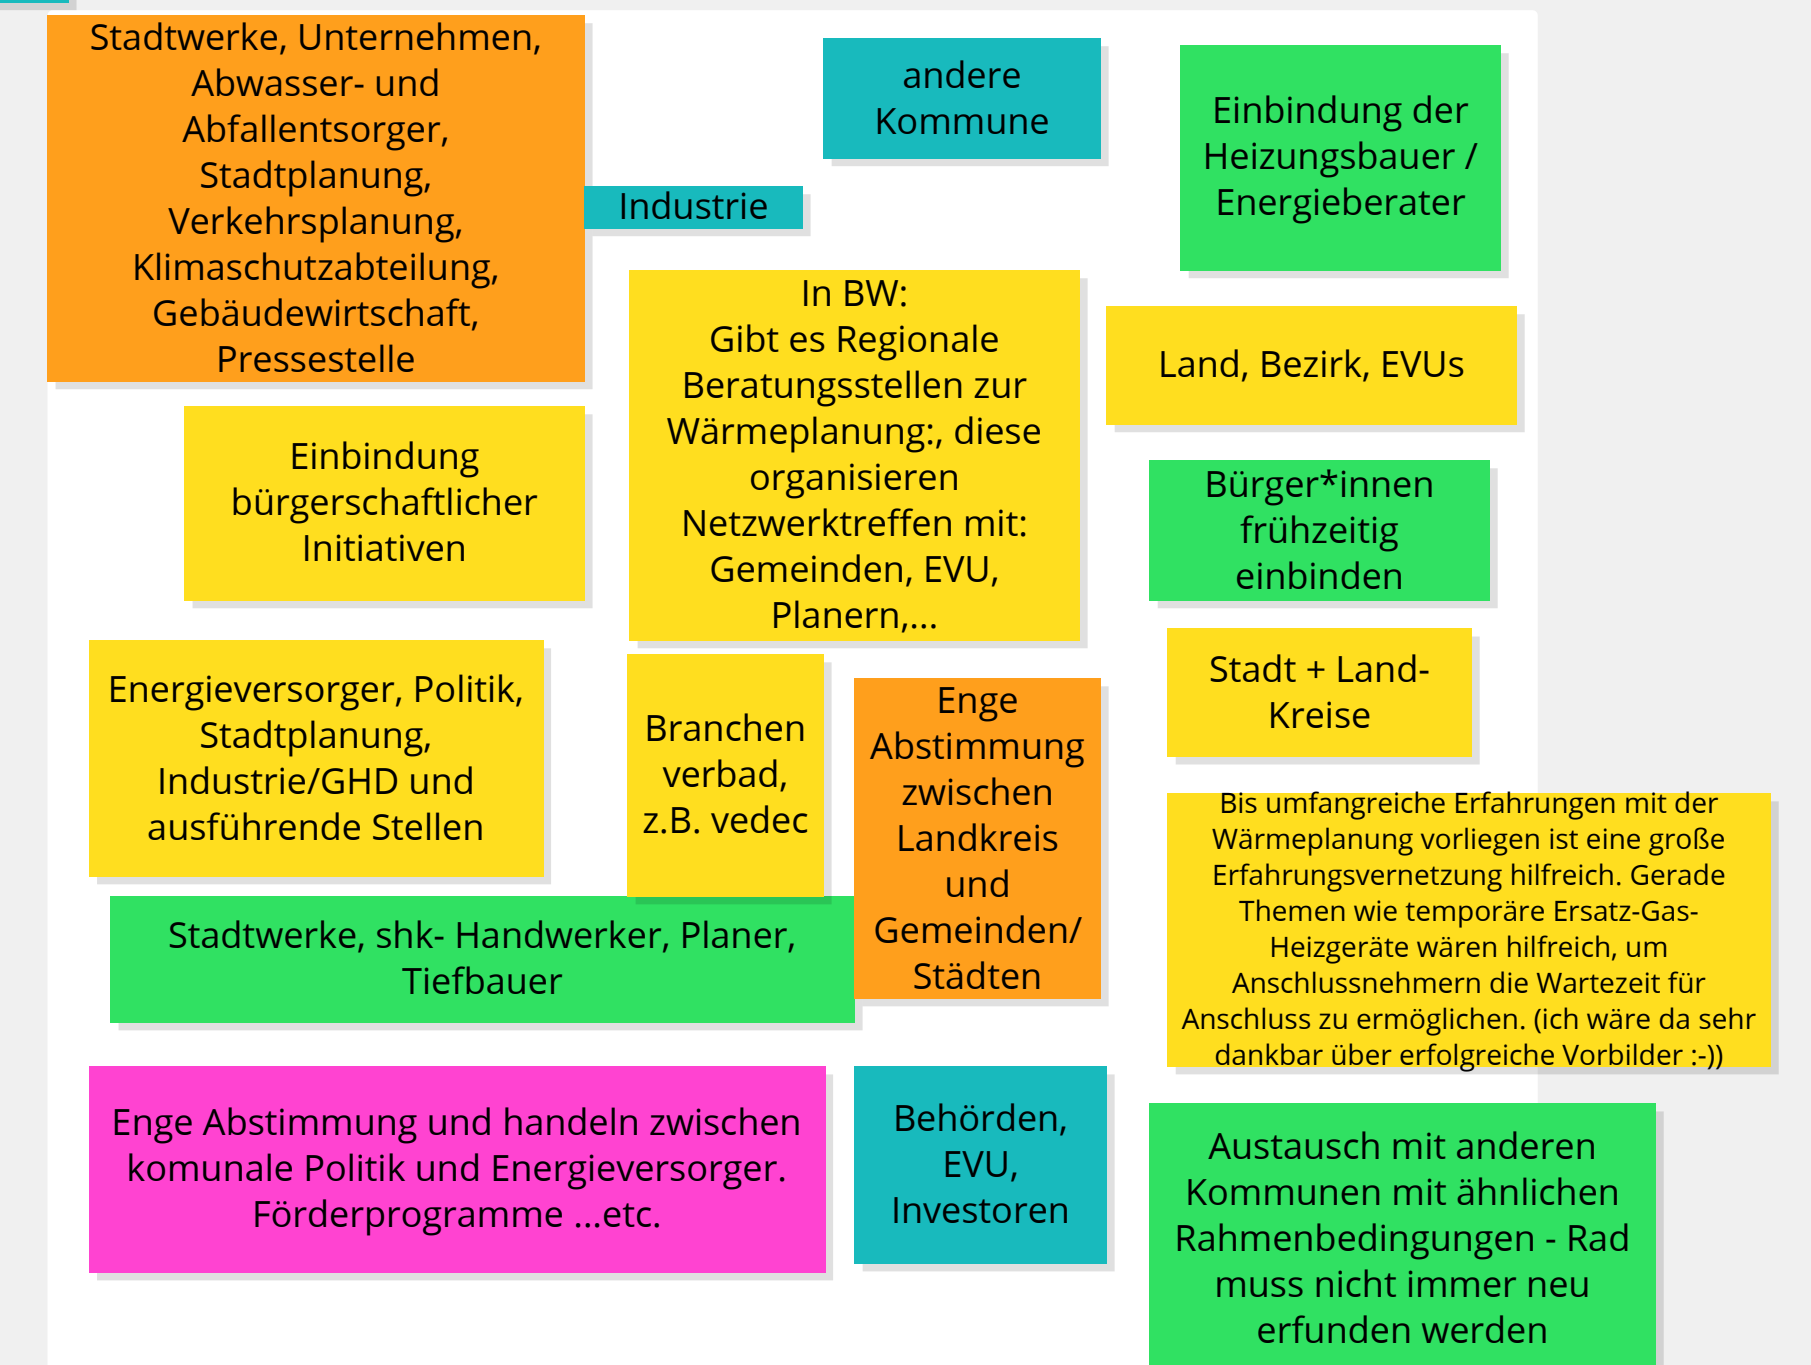 Stadtwerke, Unternehmen,
Abwasser- und
Abfallentsorger,
Stadtplanung,
Verkehrsplanung,
Klimaschutzabteilung,
Gebäudewirtschaft,
Pressestelle
Industrie
andere
Kommune
Einbindung der
Heizungsbauer /
Energieberater
In BW:
Gibt es Regionale
Beratungsstellen zur
Wärmeplanung:, diese
organisieren
Netzwerktreffen mit:
Gemeinden, EVU,
Planern,...
Land, Bezirk, EVUs
Einbindung
bürgerschaftlicher
Initiativen
Bürger*innen
frühzeitig
einbinden
Energieversorger, Politik,
Stadtplanung,
Industrie/GHD und
ausführende Stellen
Branchen
verbad,
z.B. vedec
Enge
Abstimmung
zwischen
Landkreis
und
Gemeinden/
Städten
Stadt + Land-
Kreise
Bis umfangreiche Erfahrungen mit der
Wärmeplanung vorliegen ist eine große
Erfahrungsvernetzung hilfreich. Gerade
Themen wie temporäre Ersatz-Gas-
Heizgeräte wären hilfreich, um
Anschlussnehmern die Wartezeit für
Anschluss zu ermöglichen. (ich wäre da sehr
dankbar über erfolgreiche Vorbilder :-))
Stadtwerke, shk- Handwerker, Planer,
Tiefbauer
Enge Abstimmung und handeln zwischen
komunale Politik und Energieversorger.
Förderprogramme ...etc.
Behörden,
EVU,
Investoren
Austausch mit anderen
Kommunen mit ähnlichen
Rahmenbedingungen - Rad
muss nicht immer neu
erfunden werden